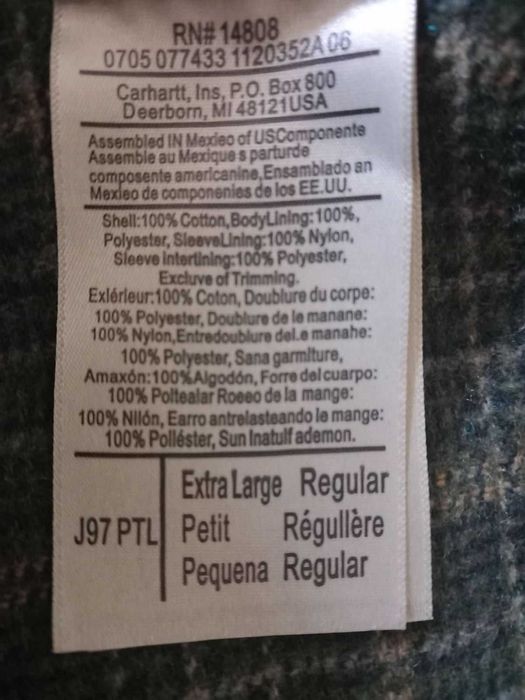 RN# 14808
0705 077433 1120352A 06
Carhartt, Ins, P.O. Box 800
Deerborn, MI 48121USA
Assembled IN Mexieo of USComponente
Assemble au Mexique s parturde
composente amerlcanine,Ensamblado an
Mexleo de componenies de los EE.UU.
Shell:100% Cotton,BodyLining:100%,
Polyester, SleeveLining:100% Nylon,
Sleeve Intertining:100% Polyester,
Excluve of Trimming.
Exlérleur:100% Coton, Doublure du corpe:
100% Polyester, Doublure de le manane:
100% Nylon,Entredoublure del.e manahe:
100% Polyester, Sana garmlture,
Amaxón:100%Algodón, Forre del cuarpo:
100% Poltealar Roeeo de la mange:
100% Nilón, Earro antrelasteando le mange:
100% Polléster, Sun Inatulf ademon.
J97 PTL
Extra Large Regular
Petit Régullère
Pequena Regular